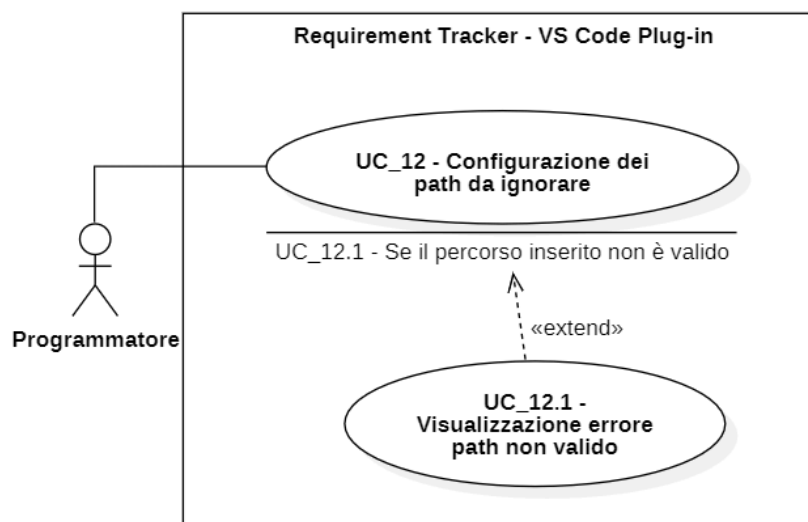 Requirement Tracker - VS Code Plug-in
UC_12 - Configurazione dei
path da ignorare
UC_12.1 - Se il percorso inserito non è valido
Programmatore
«extend»
UC_12.1 -
Visualizzazione errore
path non valido